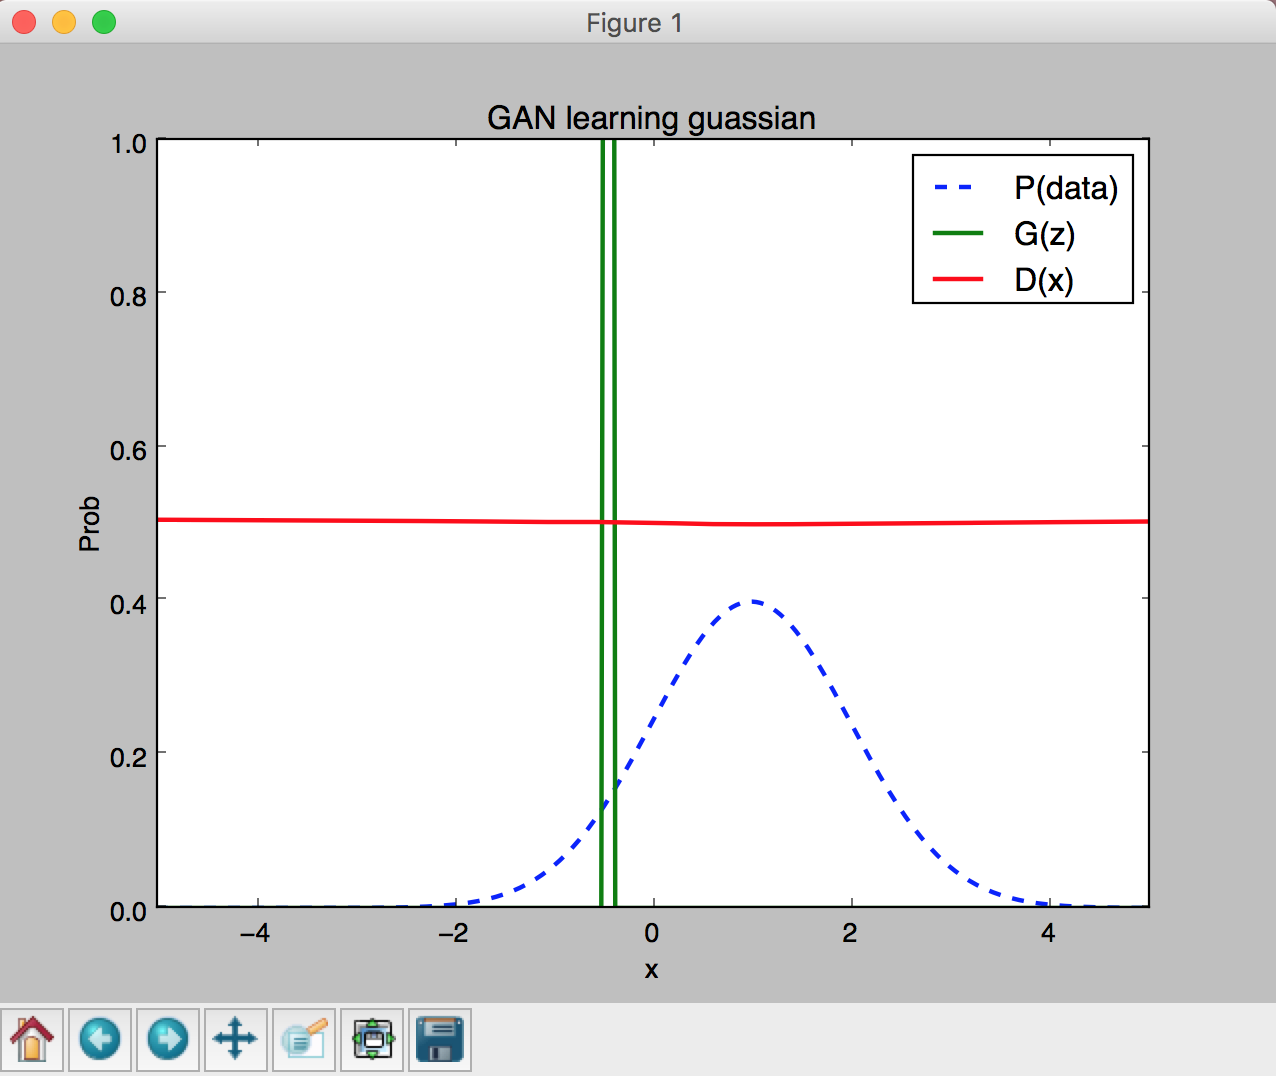 Figure 1
GAN learning guassian
1.0
0.8
0.6
0.4
0.2
0.0
Prob
P(data)
G(z)
D(x)
−4
−2
0
2
4
x